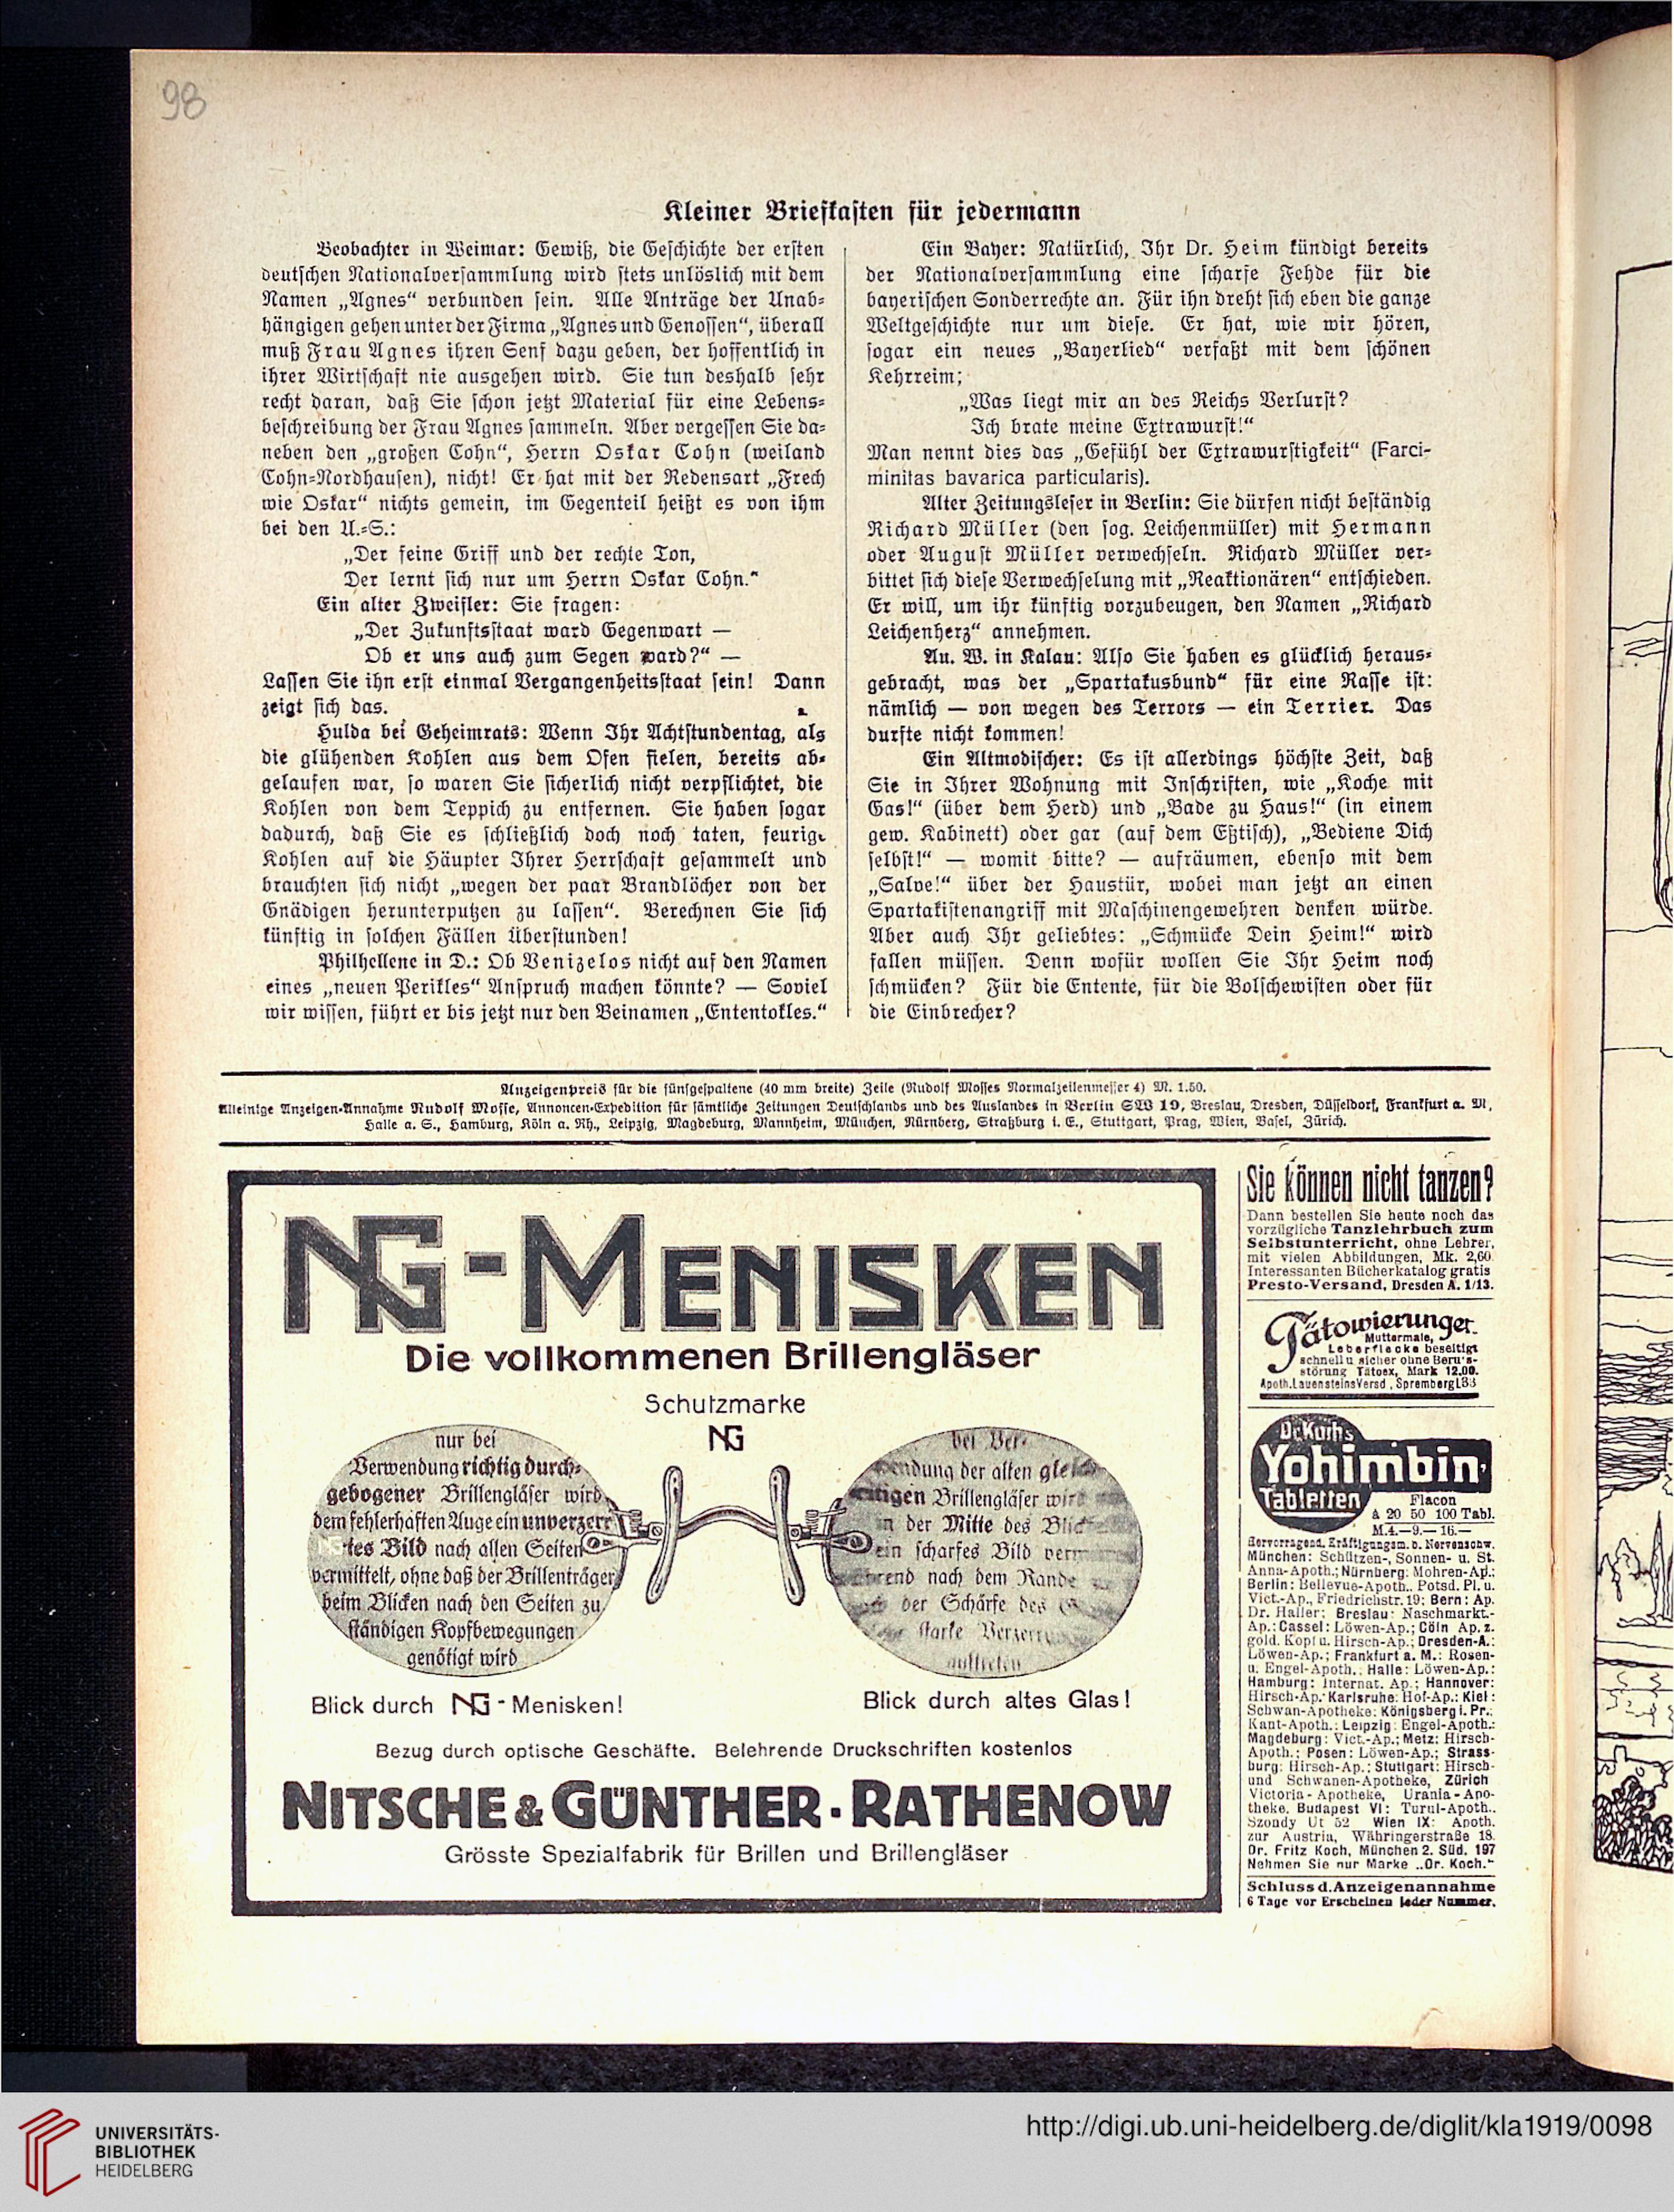 98
Kleiner Briefkasten für jedermann
Beobachter in Weimar: Gewiß, die Geschichte der ersten
deutschen Nationalversammlung wird stets unlöslich mit dem
Namen „Agnes“ verbunden sein. Alle Anträge der Unab-
hängigen gehen unter der Firma „Agnes und Genossen“, überall
muß Frau Agnes ihren Senf dazu geben, der hoffentlich in
ihrer Wirtschaft nie ausgehen wird. Sie tun deshalb sehr
recht daran, daß Sie schon jetzt Material für eine Lebens-
beschreibung der Frau Agnes sammeln. Aber vergessen Sie da-
neben den „großen Cohn“, Herrn Oskar Cohn (weiland
Cohn-Nordhausen), nicht! Er hat mit der Redensart „Frech
wie Oskar“ nichts gemein, im Gegenteil heißt es von ihm
bei den U.-S.:
„Der feine Griff und der rechte Ton,
Der lernt sich nur um Herrn Oskar Cohn.“
Ein alter Zweifler: Sie fragen:
„Der Zukunftsstaat ward Gegenwart —
Ob er uns auch zum Segen ward?“ —
Lassen Sie ihn erst einmal Vergangenheitsstaat sein! Dann
zeigt sich das.
Hulda bei Geheimrats: Wenn Ihr Achtstundentag, als
die glühenden Kohlen aus dem Ofen fielen, bereits ab-
gelaufen war, so waren Sie sicherlich nicht verpflichtet, die
Kohlen von dem Teppich zu entfernen. Sie haben sogar
dadurch, daß Sie es schließlich doch noch taten, feurige
Kohlen auf die Häupter Ihrer Herrschaft gesammelt und
brauchten sich nicht „wegen der paar Brandlöcher von der
Gnädigen herunterputzen zu lassen“. Berechnen Sie sich
künftig in solchen Fällen Überstunden!
Philhellene in D.: Ob Venizelos nicht auf den Namen
eines „neuen Perikles“ Anspruch machen könnte? — Soviel
wir wissen, führt er bis jetzt nur den Beinamen „Ententokles.“
Ein Bayer: Natürlich, Ihr Dr. Heim kündigt bereits
der Nationalversammlung eine scharfe Fehde für die
bayerischen Sonderrechte an. Für ihn dreht sich eben die ganze
Weltgeschichte nur um diese. Er hat, wie wir hören,
sogar ein neues „Bayerlied“ verfaßt mit dem schönen
Kehrreim;
„Was liegt mir an des Reichs Verlurst?
Ich brate meine Extrawurst!“
Man nennt dies das „Gefühl der Extrawurstigkeit“ (Farci-
minitas bavarica particularis).
Alter Zeitungsleser in Berlin: Sie dürfen nicht beständig
Richard Müller (den sog. Leichenmüller) mit Hermann
oder August Müller verwechseln. Richard Müller ver-
bittet sich diese Verwechselung mit „Reaktionären“ entschieden.
Er will, um ihr künftig vorzubeugen, den Namen „Richard
Leichenherz“ annehmen.
Au. W. in Kalau: Also Sie haben es glücklich heraus-
gebracht, was der „Spartakusbund“ für eine Rasse ist:
nämlich — von wegen des Terrors — ein Terrier. Das
durfte nicht kommen!
Ein Altmodischer: Es ist allerdings höchste Zeit, daß
Sie in Ihrer Wohnung mit Inschriften, wie „Koche mit
Gas!“ (über dem Herd) und „Bade zu Haus!“ (in einem
gew. Kabinett) oder gar (auf dem Eßtisch), „Bediene Dich
selbst!“ — womit bitte? — aufräumen, ebenso mit dem
„Salve!“ über der Haustür, wobei man jetzt an einen
Spartakistenangriff mit Maschinengewehren denken würde.
Aber auch Ihr geliebtes: „Schmücke Dein Heim!“ wird
fallen müssen. Denn wofür wollen Sie Ihr Heim noch
schmücken? Für die Entente, für die Bolschewisten oder für
die Einbrecher?
Anzeigenpreis für die fünfgespaltene (40 mm breite) Zeile (Rudolf Mosses Normalzeilenmesser 4) M. 1.50.
Alleinige Anzeigen-Annahme Rudolf Mosse, Annoncen-Expedition für sämtliche Zeitungen Deutschlands und des Auslandes in Berlin SW 19, Breslau, Dresden, Düsseldorf, Frankfurt a. M,
Halle a. S., Hamburg, Köln a. Rh., Leipzig, Magdeburg, Mannheim, München, Nürnberg, Straßburg i. E., Stuttgart, Prag, Wien, Basel, Zürich.
NG-MENISKEN
Die vollkommenen Brillengläser
Schutzmarke
NG
nur bei
Verwendung richtig durch-
gebogener Brillengläser wird
dem fehlerhaften Auge ein unverzerr
tes Bild nach allen Seiten
vermittelt, ohne daß der Brillenträger
beim Blicken nach den Seiten zu
ständigen Kopfbewegungen
genötigt wird
bei Ver-
wendung der alten
Brillengläser wird
in der Mitte des
ein scharfes Bild
nach dem Rande
der Schärfe
starke
auftreten
Blick durch NG - Menisken!
Blick durch altes Glas!
Bezug durch optische Geschäfte. Belehrende Druckschriften kostenlos
NITSCHE & GÜNTHER · RATHENOW
Grösste Spezialfabrik für Brillen und Brillengläser
Sie können nicht tanzen?
Dann bestellen Sie heute noch das
vorzügliche Tanzlehrbuch zum
Selbstunterricht, ohne Lehrer,
mit vielen Abbildungen, Mk. 2,60
Interessanten Bücherkatalog gratis
Presto-Versand, Dresden A. 1/13.
Tätowierungen
Muttermale,
Leberflecke beseitigt
schnell u. sicher ohne Beru's-
störung Tätoex, Mark 12.00.
Apoth. Lauensteins Versd, Spremberg L 33
Dr. Koch's
Yohimbin-
Tabletten
Flacon
à 20 50 100 Tabl.
M. 4.— 9.— 16.—
Hervorragend. Kräftigungsm. b. Nervenschw.
München: Schützen-, Sonnen- u. St.
Anna-Apoth.; Nürnberg: Mohren-Ap.;
Berlin: Bellevue-Apoth., Potsd. Pl. u.
Vict.-Ap., Friedrichstr. 19; Bern: Ap.
Dr. Haller; Breslau: Naschmarkt-
Ap.; Cassel: Löwen-Ap.; Cöln Ap. z.
gold. Kopf u. Hirsch-Ap.; Dresden-A.:
Löwen-Ap.; Frankfurt a. M.: Rosen-
u. Engel-Apoth.; Halle: Löwen-Ap.:
Hamburg: Internat. Ap.; Hannover:
Hirsch-Ap. Karlsruhe: Hof-Ap.: Kiel:
Schwan-Apotheke: Königsberg i. Pr.:
Kant-Apoth.; Leipzig: Engel-Apoth.:
Magdeburg: Vict.-Ap.; Metz: Hirsch-
Apoth.; Posen: Löwen-Ap.; Strass-
burg: Hirsch-Ap.; Stuttgart: Hirsch-
und Schwanen-Apotheke, Zürich
Victoria-Apotheke, Urania-Apo-
theke. Budapest VI: Turul-Apoth.,
Szondy Ut 52 Wien IX: Apoth.
zur Austria, Währingerstraße 18.
Dr. Fritz Koch, München 2. Süd. 197
Nehmen Sie nur Marke „Dr. Koch.“
Schluss d. Anzeigenannahme
6 Tage vor Erscheinen jeder Nummer.
UNIVERSITÄTS-
BIBLIOTHEK
HEIDELBERG
http://digi.ub.uni-heidelberg.de/diglit/kla1919/0098